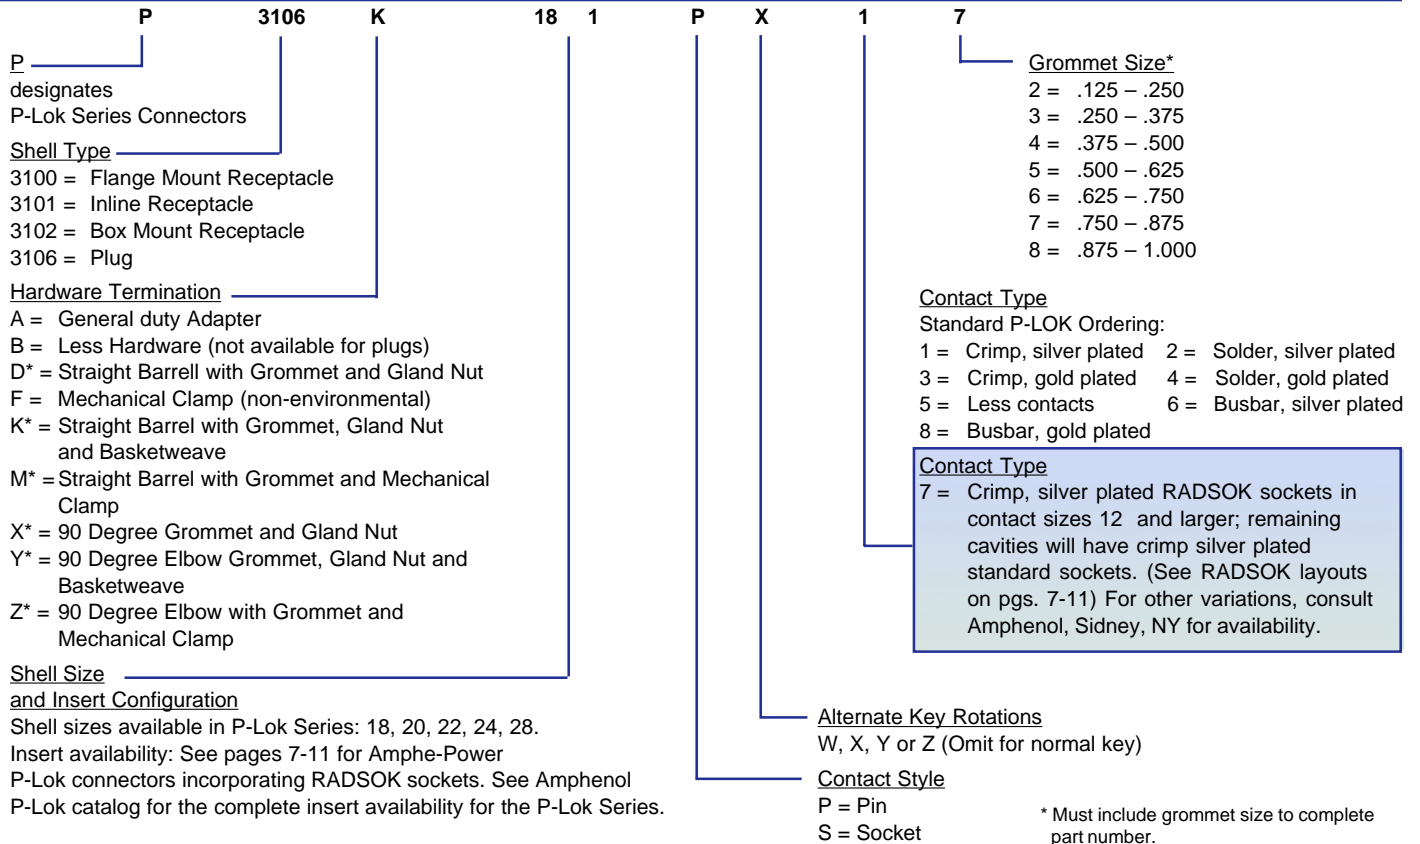 P 3106 K 18 1 P X 1 7
P
designates
P-Lok Series Connectors
Shell Type
3100 = Flange Mount Receptacle
3101 = Inline Receptacle
3102 = Box Mount Receptacle
3106 = Plug
Hardware Termination
A = General duty Adapter
B = Less Hardware (not available for plugs)
D* = Straight Barrell with Grommet and Gland Nut
F = Mechanical Clamp (non-environmental)
K* = Straight Barrel with Grommet, Gland Nut
and Basketweave
M* = Straight Barrel with Grommet and Mechanical
Clamp
X* = 90 Degree Grommet and Gland Nut
Y* = 90 Degree Elbow Grommet, Gland Nut and
Basketweave
Z* = 90 Degree Elbow with Grommet and
Mechanical Clamp
Shell Size
and Insert Configuration
Shell sizes available in P-Lok Series: 18, 20, 22, 24, 28.
Insert availability: See pages 7-11 for Amphe-Power
P-Lok connectors incorporating RADSOK sockets. See Amphenol
P-Lok catalog for the complete insert availability for the P-Lok Series.
Grommet Size*
2 = .125 – .250
3 = .250 – .375
4 = .375 – .500
5 = .500 – .625
6 = .625 – .750
7 = .750 – .875
8 = .875 – 1.000
Contact Type
Standard P-LOK Ordering:
1 = Crimp, silver plated 2 = Solder, silver plated
3 = Crimp, gold plated 4 = Solder, gold plated
5 = Less contacts 6 = Busbar, silver plated
8 = Busbar, gold plated
Contact Type
7 = Crimp, silver plated RADSOK sockets in
contact sizes 12 and larger; remaining
cavities will have crimp silver plated
standard sockets. (See RADSOK layouts
on pgs. 7-11) For other variations, consult
Amphenol, Sidney, NY for availability.
Alternate Key Rotations
W, X, Y or Z (Omit for normal key)
Contact Style
P = Pin
S = Socket
* Must include grommet size to complete
part number.